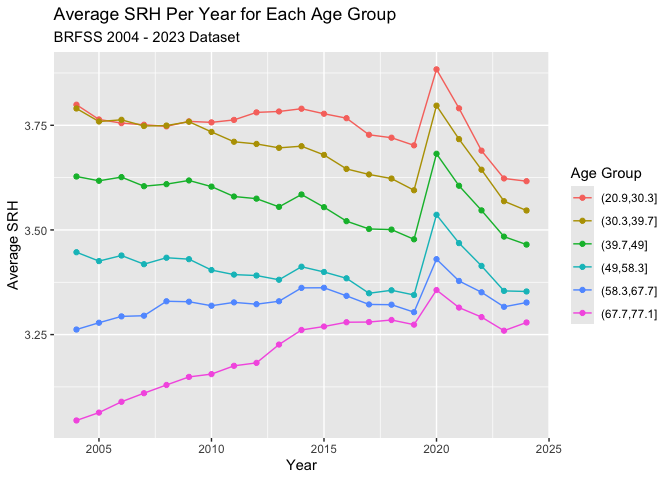 Average SRH Per Year for Each Age Group
BRFSS 2004 - 2023 Dataset
Average SRH
3.75
3.50
3.25
2005
2010
2015
2020
2025
Year
Age Group
(20.9,30.3]
(30.3,39.7]
(39.7,49]
(49,58.3]
(58.3,67.7]
(67.7,77.1]